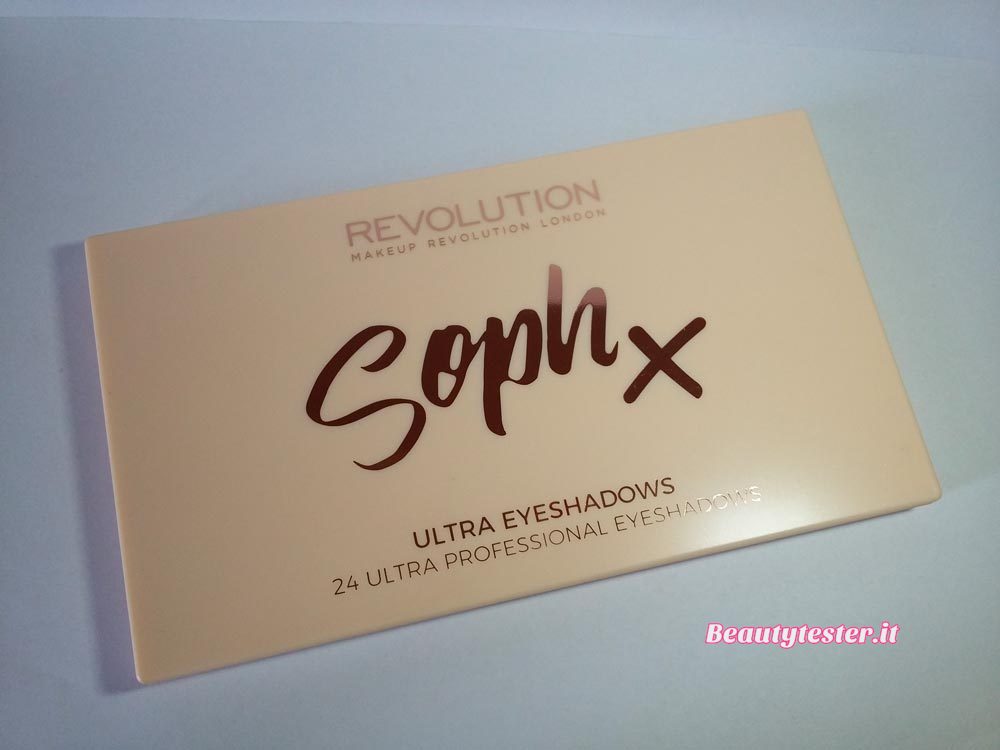 REVOLUTION
MAKEUP REVOLUTION LONDON
Soph X
ULTRA EYESHADOWS
24 ULTRA PROFESSIONAL EYESHADOWS
Beautytester.it